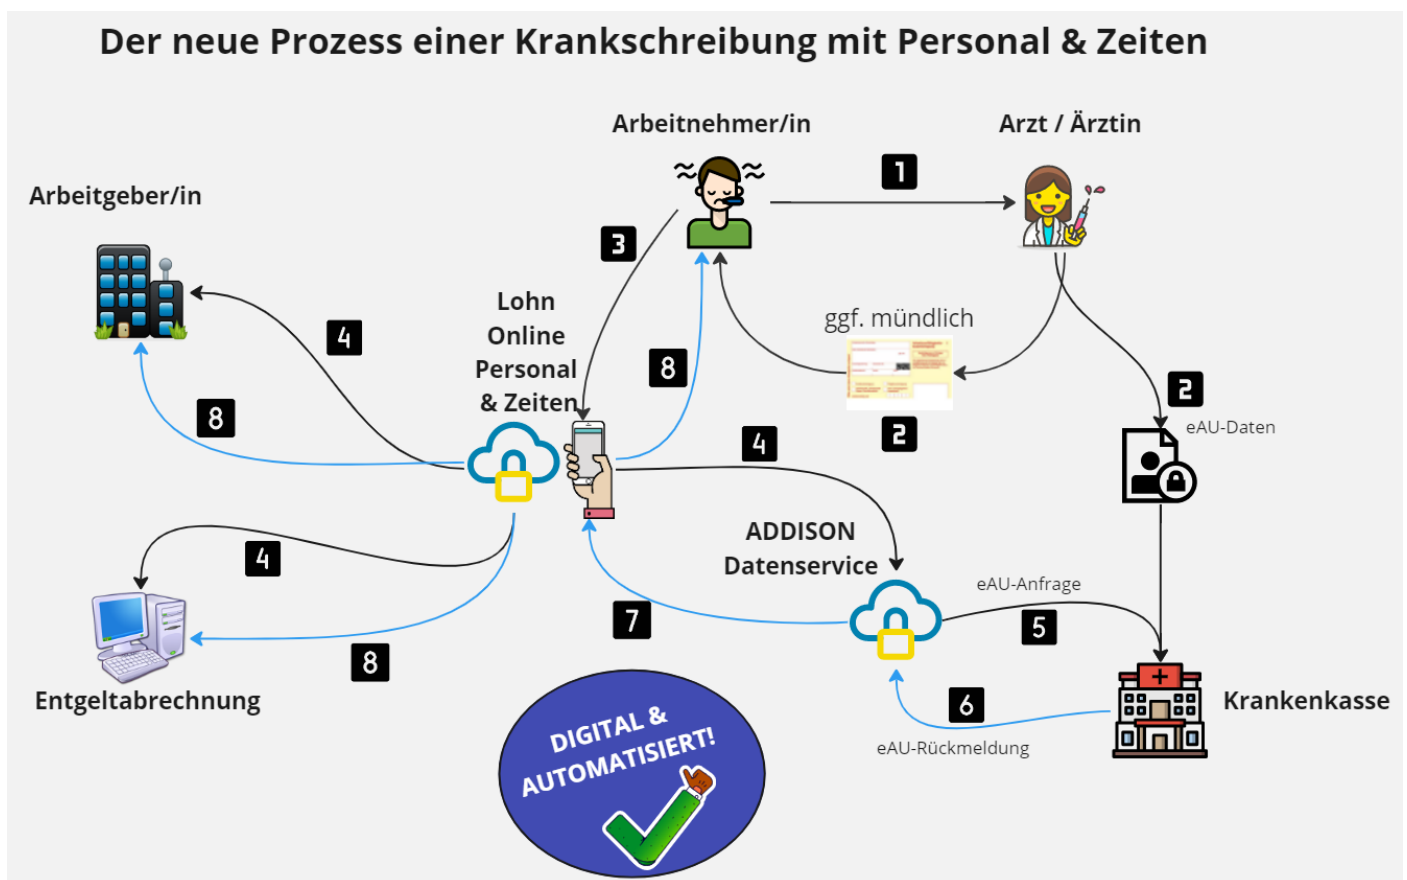 Der neue Prozess einer Krankschreibung mit Personal & Zeiten
Arbeitnehmer/in
Arzt / Ärztin
1
Arbeitgeber/in
3
Lohn
Online
Personal
& Zeiten
4
8
ggf. mündlich
8
2
2
eAU-Daten
4
ADDISON
Datenservice
4
eAU-Anfrage
5
7
8
Entgeltabrechnung
6
eAU-Rückmeldung
Krankenkasse
DIGITAL &
AUTOMATISIERT!